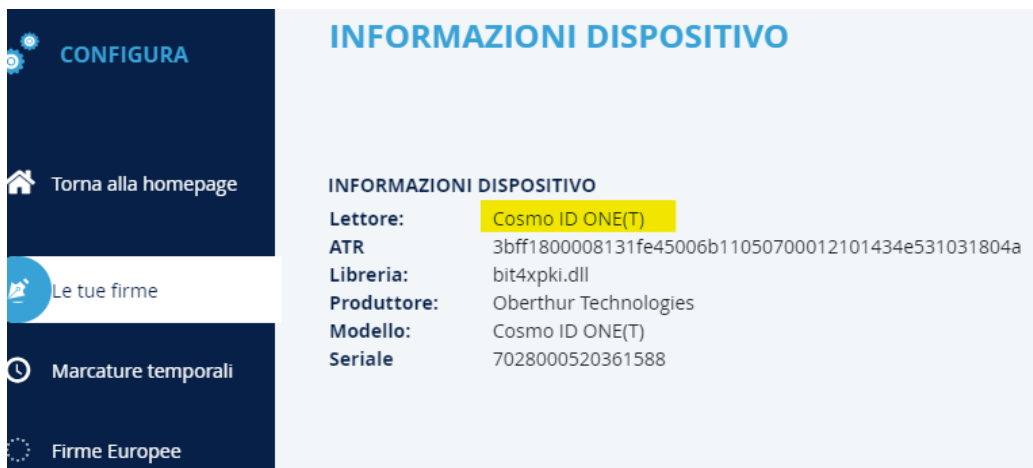 CONFIGURA
Torna alla homepage
Le tue firme
Marcature temporali
Firme Europee
INFORMAZIONI DISPOSITIVO
INFORMAZIONI DISPOSITIVO
Lettore: Cosmo ID ONE(T)
ATR 3bff1800008131fe45006b11050700012101434e531031804a
Libreria: bit4xpki.dll
Produttore: Oberthur Technologies
Modello: Cosmo ID ONE(T)
Seriale 7028000520361588